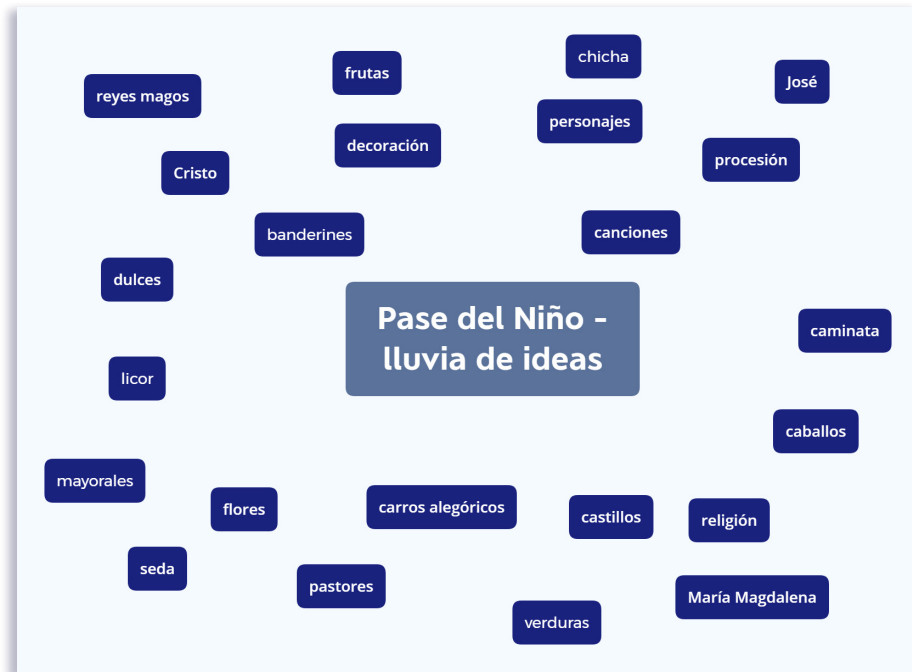 chicha
frutas
José
reyes magos
personajes
decoración
procesión
Cristo
banderines
canciones
dulces
Pase del Niño -
lluvia de ideas
caminata
licor
caballos
mayorales
flores
carros alegóricos
castillos
religión
seda
pastores
María Magdalena
verduras